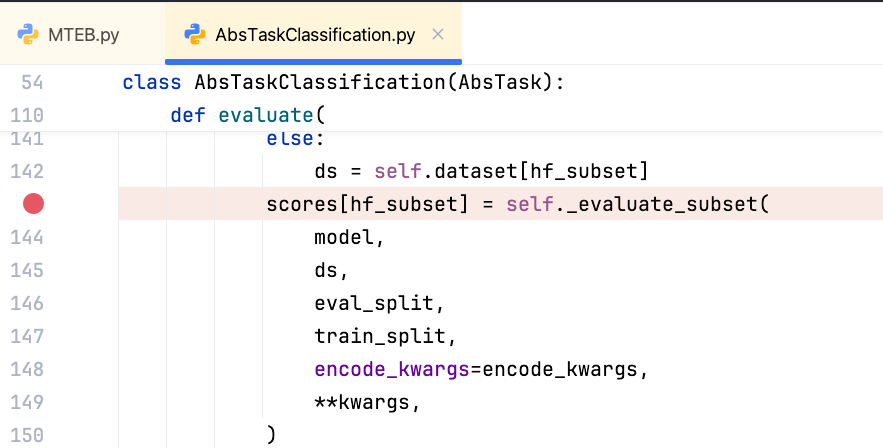 MTEB.py AbsTaskClassification.py ×
54 class AbsTaskClassification(AbsTask):
110 def evaluate(
141 else:
142 ds = self.dataset[hf_subset]
scores[hf_subset] = self._evaluate_subset(
144 model,
145 ds,
146 eval_split,
147 train_split,
148 encode_kwargs=encode_kwargs,
149 **kwargs,
150 )